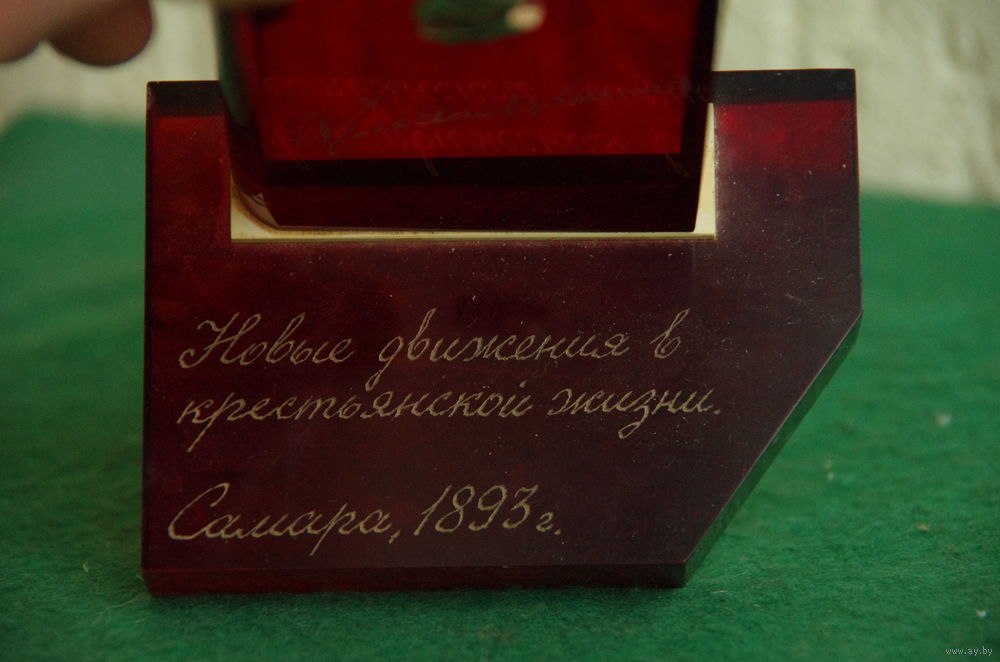 Новые движения в
крестьянской жизни.
Самара, 1893 г.
www.ay.by